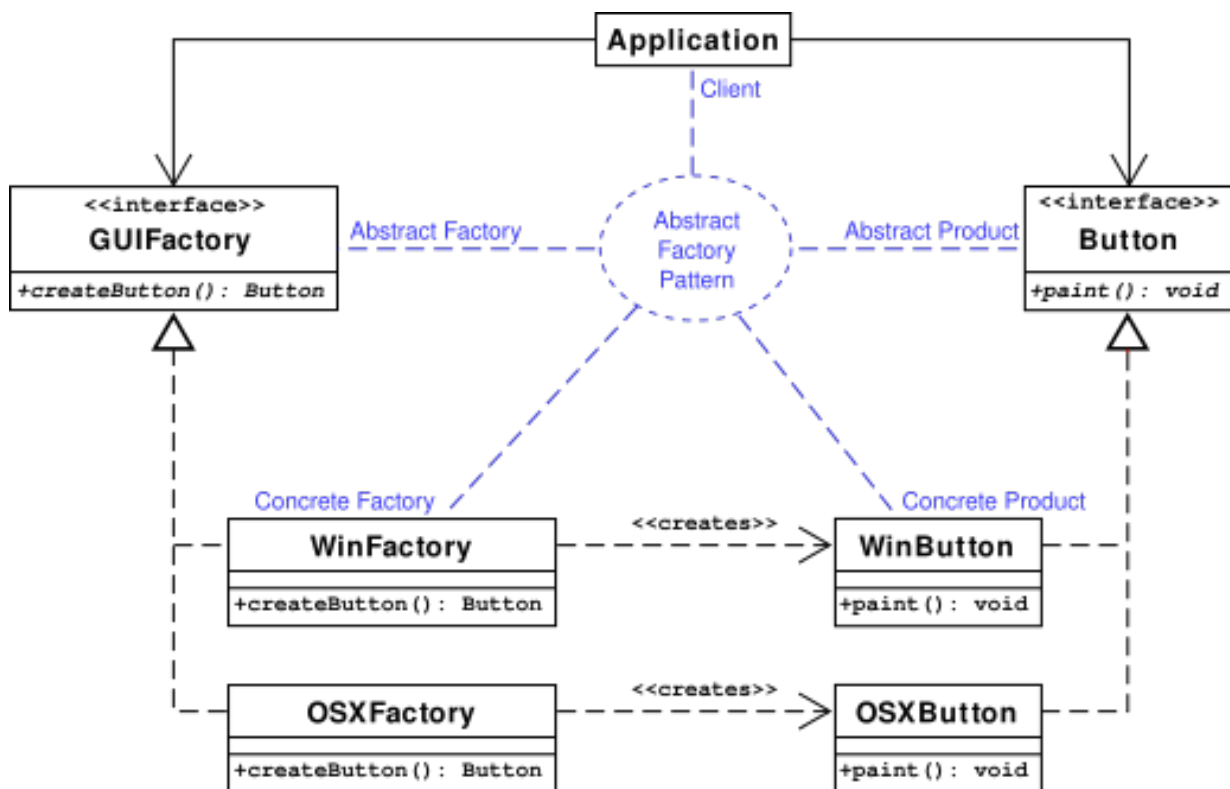 Application
Client
<<interface>>
GUIFactory
+createButton(): Button
Abstract Factory
Abstract
Factory
Pattern
Abstract Product
<<interface>>
Button
+paint(): void
Concrete Factory
WinFactory
+createButton(): Button
<<creates>>
Concrete Product
WinButton
+paint(): void
OSXFactory
+createButton(): Button
<<creates>>
OSXButton
+paint(): void